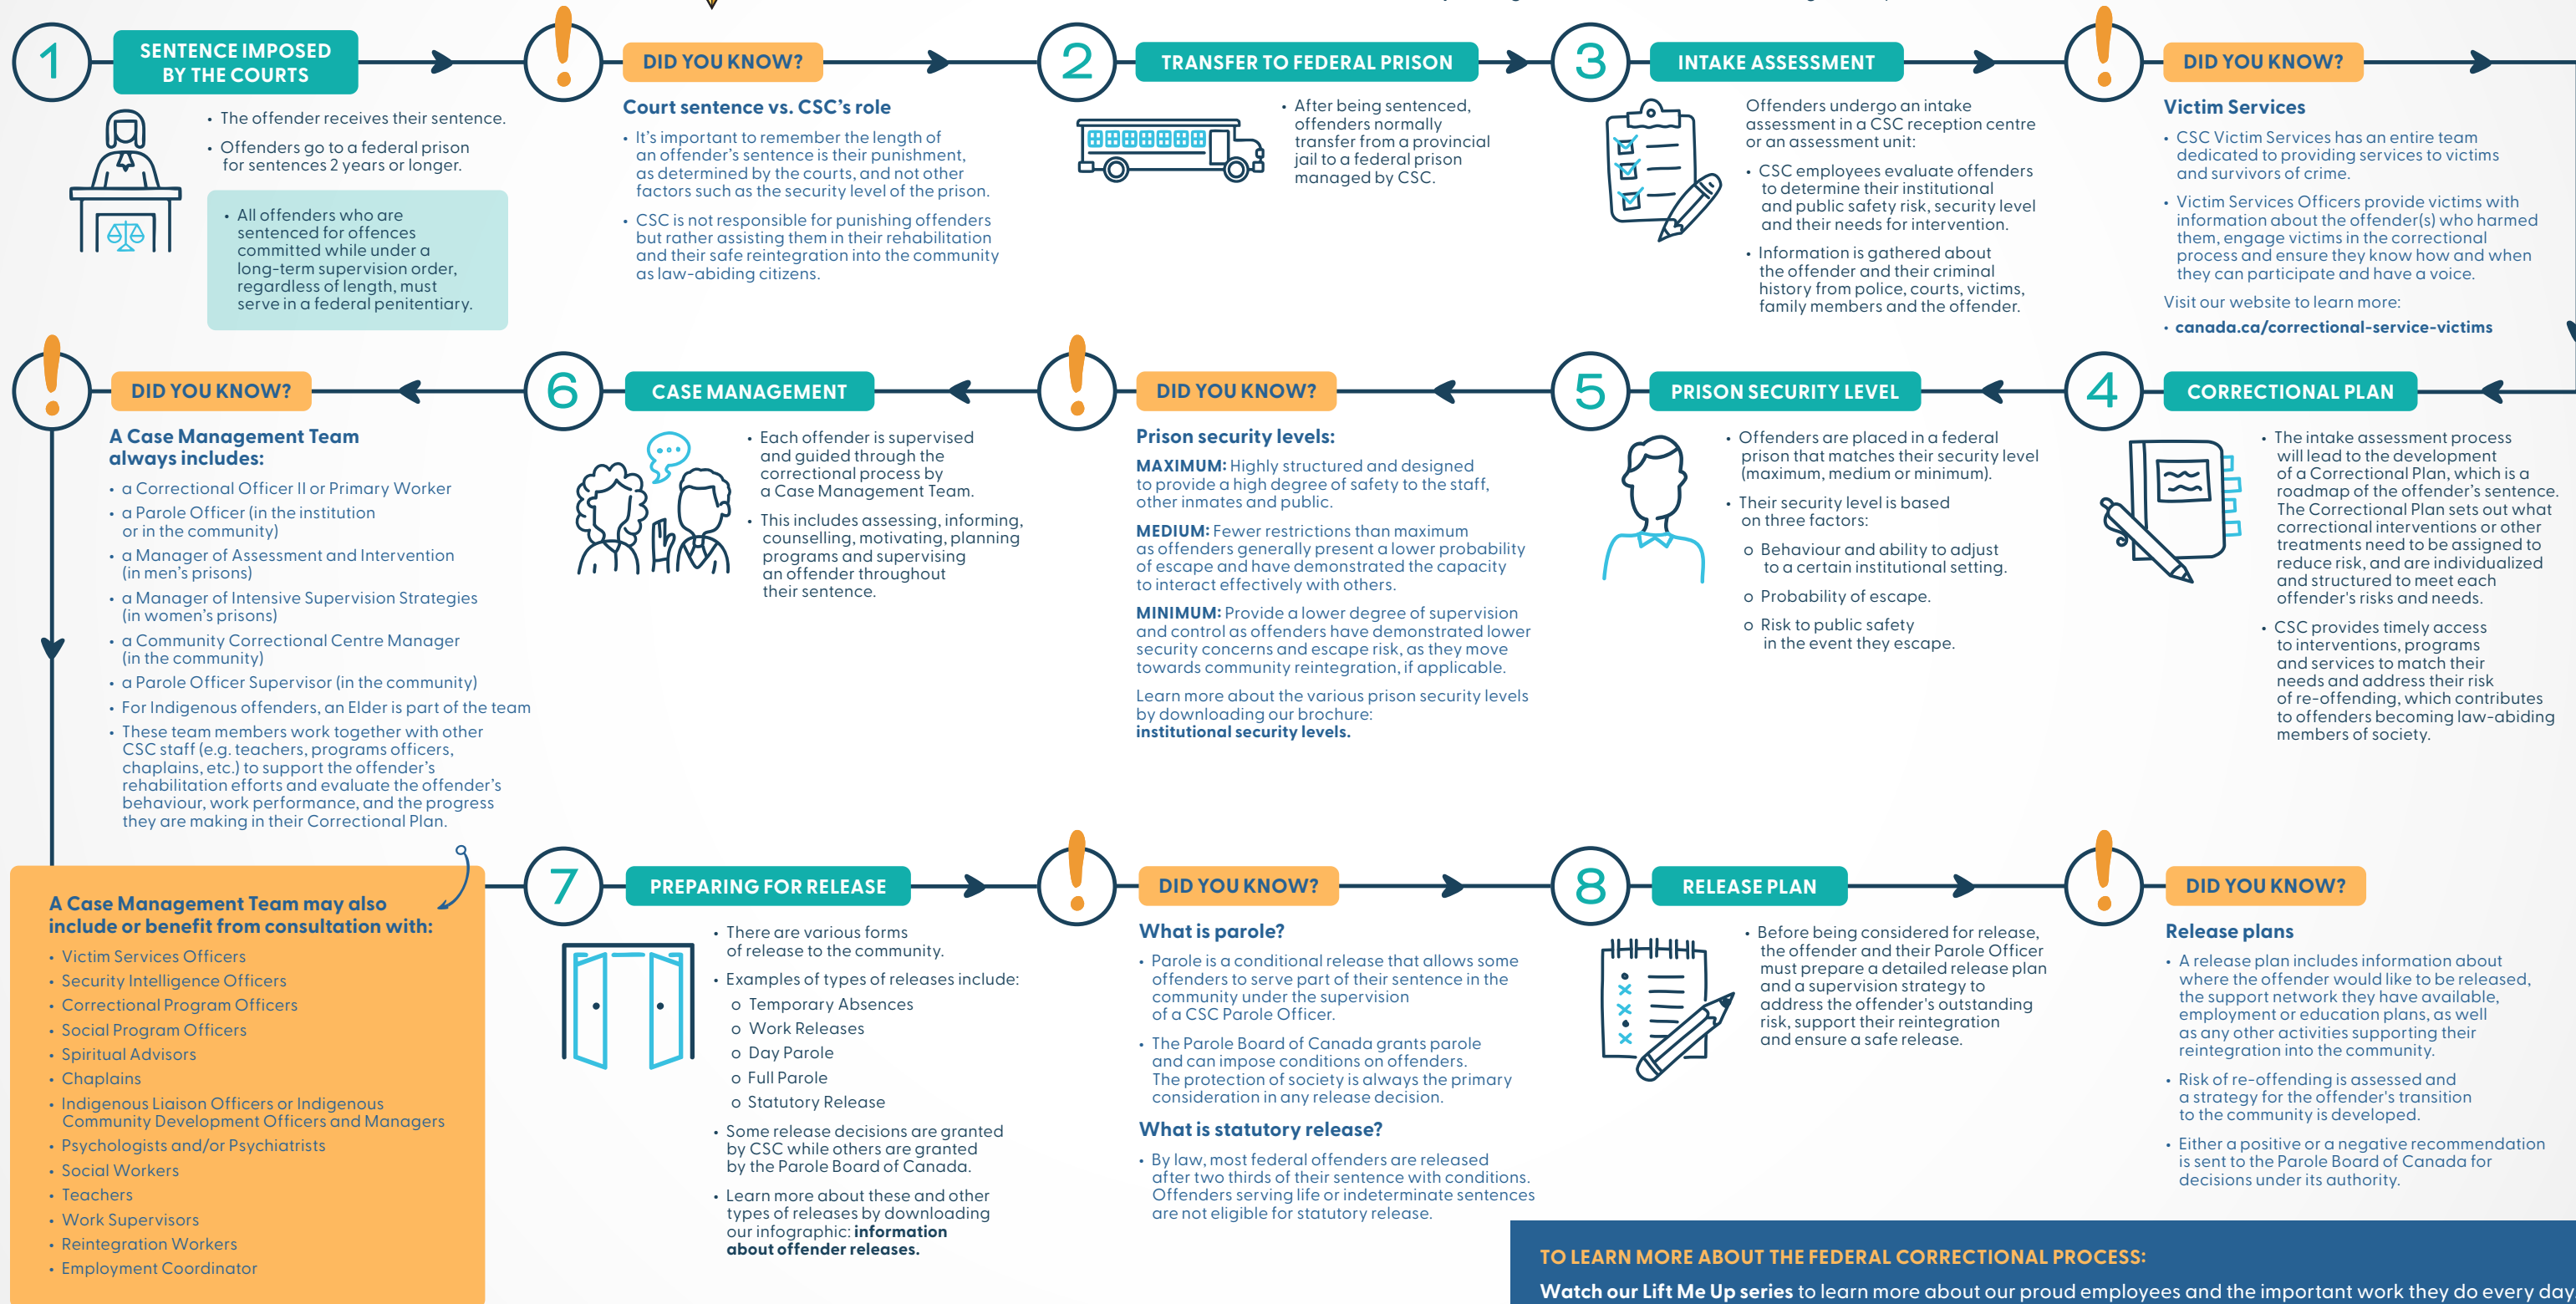 1
SENTENCE IMPOSED
BY THE COURTS
• The offender receives their sentence.
• Offenders go to a federal prison
for sentences 2 years or longer.
• All offenders who are
sentenced for offences
committed while under a
long-term supervision order,
regardless of length, must
serve in a federal penitentiary.
!
DID YOU KNOW?
Court sentence vs. CSC's role
• It's important to remember the length of
an offender's sentence is their punishment,
as determined by the courts, and not other
factors such as the security level of the prison.
• CSC is not responsible for punishing offenders
but rather assisting them in their rehabilitation
and their safe reintegration into the community
as law-abiding citizens.
2
TRANSFER TO FEDERAL PRISON
• After being sentenced,
offenders normally
transfer from a provincial
jail to a federal prison
managed by CSC.
3
INTAKE ASSESSMENT
Offenders undergo an intake
assessment in a CSC reception centre
or an assessment unit:
• CSC employees evaluate offenders
to determine their institutional
and public safety risk, security level
and their needs for intervention.
• Information is gathered about
the offender and their criminal
history from police, courts, victims,
family members and the offender.
!
DID YOU KNOW?
Victim Services
• CSC Victim Services has an entire team
dedicated to providing services to victims
and survivors of crime.
• Victim Services Officers provide victims with
information about the offender(s) who harmed
them, engage victims in the correctional
process and ensure they know how and when
they can participate and have a voice.
Visit our website to learn more:
• canada.ca/correctional-service-victims
4
CORRECTIONAL PLAN
• The intake assessment process
will lead to the development
of a Correctional Plan, which is a
roadmap of the offender's sentence.
The Correctional Plan sets out what
correctional interventions or other
treatments need to be assigned to
reduce risk, and are individualized
and structured to meet each
offender's risks and needs.
• CSC provides timely access
to interventions, programs
and services to match their
needs and address their risk
of re-offending, which contributes
to offenders becoming law-abiding
members of society.
5
PRISON SECURITY LEVEL
• Offenders are placed in a federal
prison that matches their security level
(maximum, medium or minimum).
• Their security level is based
on three factors:
o Behaviour and ability to adjust
to a certain institutional setting.
o Probability of escape.
o Risk to public safety
in the event they escape.
!
DID YOU KNOW?
Prison security levels:
MAXIMUM: Highly structured and designed
to provide a high degree of safety to the staff,
other inmates and public.
MEDIUM: Fewer restrictions than maximum
as offenders generally present a lower probability
of escape and have demonstrated the capacity
to interact effectively with others.
MINIMUM: Provide a lower degree of supervision
and control as offenders have demonstrated lower
security concerns and escape risk, as they move
towards community reintegration, if applicable.
Learn more about the various prison security levels
by downloading our brochure:
institutional security levels.
6
CASE MANAGEMENT
• Each offender is supervised
and guided through the
correctional process by
a Case Management Team.
• This includes assessing, informing,
counselling, motivating, planning
programs and supervising
an offender throughout
their sentence.
!
DID YOU KNOW?
A Case Management Team
always includes:
• a Correctional Officer II or Primary Worker
• a Parole Officer (in the institution
or in the community)
• a Manager of Assessment and Intervention
(in men's prisons)
• a Manager of Intensive Supervision Strategies
(in women's prisons)
• a Community Correctional Centre Manager
(in the community)
• a Parole Officer Supervisor (in the community)
• For Indigenous offenders, an Elder is part of the team
• These team members work together with other
CSC staff (e.g. teachers, programs officers,
chaplains, etc.) to support the offender's
rehabilitation efforts and evaluate the offender's
behaviour, work performance, and the progress
they are making in their Correctional Plan.
A Case Management Team may also
include or benefit from consultation with:
• Victim Services Officers
• Security Intelligence Officers
• Correctional Program Officers
• Social Program Officers
• Spiritual Advisors
• Chaplains
• Indigenous Liaison Officers or Indigenous
Community Development Officers and Managers
• Psychologists and/or Psychiatrists
• Social Workers
• Teachers
• Work Supervisors
• Reintegration Workers
• Employment Coordinator
7
PREPARING FOR RELEASE
• There are various forms
of release to the community.
• Examples of types of releases include:
o Temporary Absences
o Work Releases
o Day Parole
o Full Parole
o Statutory Release
• Some release decisions are granted
by CSC while others are granted
by the Parole Board of Canada.
• Learn more about these and other
types of releases by downloading
our infographic: information
about offender releases.
!
DID YOU KNOW?
What is parole?
• Parole is a conditional release that allows some
offenders to serve part of their sentence in the
community under the supervision
of a CSC Parole Officer.
• The Parole Board of Canada grants parole
and can impose conditions on offenders.
The protection of society is always the primary
consideration in any release decision.
What is statutory release?
• By law, most federal offenders are released
after two thirds of their sentence with conditions.
Offenders serving life or indeterminate sentences
are not eligible for statutory release.
8
RELEASE PLAN
• Before being considered for release,
the offender and their Parole Officer
must prepare a detailed release plan
and a supervision strategy to
address the offender's outstanding
risk, support their reintegration
and ensure a safe release.
!
DID YOU KNOW?
Release plans
• A release plan includes information about
where the offender would like to be released,
the support network they have available,
employment or education plans, as well
as any other activities supporting their
reintegration into the community.
• Risk of re-offending is assessed and
a strategy for the offender's transition
to the community is developed.
• Either a positive or a negative recommendation
is sent to the Parole Board of Canada for
decisions under its authority.
TO LEARN MORE ABOUT THE FEDERAL CORRECTIONAL PROCESS:
Watch our Lift Me Up series to learn more about our proud employees and the important work they do every day